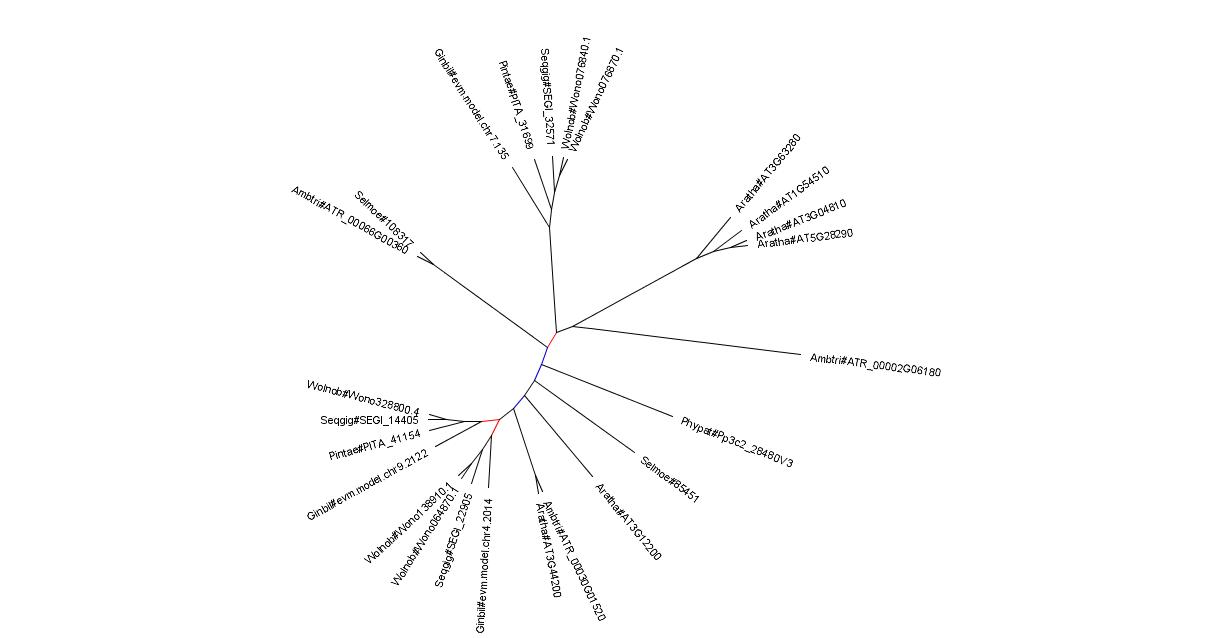 Ginbil#evm.model.chr7.135
Pintae#PITA_31699
Seqgig#SEGI_32571
Wolnob#Wono076840.1
Wolnob#Wono076870.1
Aratha#AT3G63280
Aratha#AT1G54510
Aratha#AT3G04810
Aratha#AT5G28290
Selmoe#108317
Ambtri#ATR_00066G00360
Ambtri#ATR_00002G06180
Wolnob#Wono328800.4
Seqgig#SEGI_14405
Pintae#PITA_41154
Ginbil#evm.model.chr9.2122
Phypat#Pp3c2_28480V3
Selmoe#85451
Aratha#AT3G12200
Wolnob#Wono138910.1
Wolnob#Wono064870.1
Seqgig#SEGI_22905
Ginbil#evm.model.chr4.2014
Aratha#AT3G44200
Ambtri#ATR_00030G01520